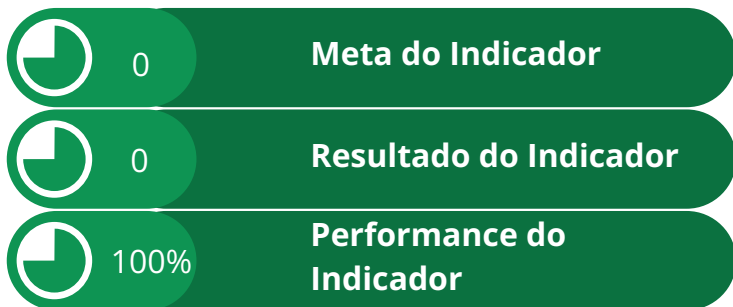 0 Meta do Indicador
0 Resultado do Indicador
100% Performance do
Indicador